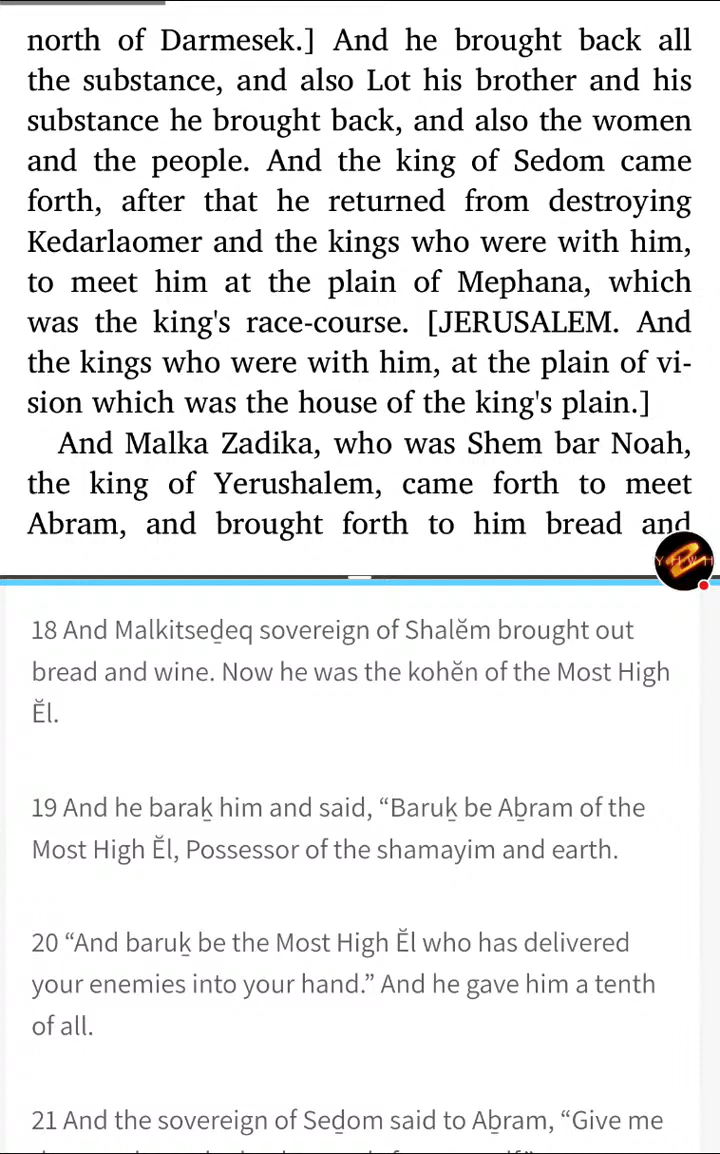 north of Darmesek.] And he brought back all
the substance, and also Lot his brother and his
substance he brought back, and also the women
and the people. And the king of Sedom came
forth, after that he returned from destroying
Kedarlaomer and the kings who were with him,
to meet him at the plain of Mephana, which
was the king's race-course. [JERUSALEM. And
the kings who were with him, at the plain of vi-
sion which was the house of the king's plain.]
And Malka Zadika, who was Shem bar Noah,
the king of Yerushalem, came forth to meet
Abram, and brought forth to him bread and
18 And Malkitseḏeq sovereign of Shalĕm brought out
bread and wine. Now he was the kohĕn of the Most High
Ĕl.
19 And he baraḵ him and said, “Baruḵ be Aḇram of the
Most High Ĕl, Possessor of the shamayim and earth.
20 “And baruḵ be the Most High Ĕl who has delivered
your enemies into your hand.” And he gave him a tenth
of all.
21 And the sovereign of Seḏom said to Aḇram, “Give me